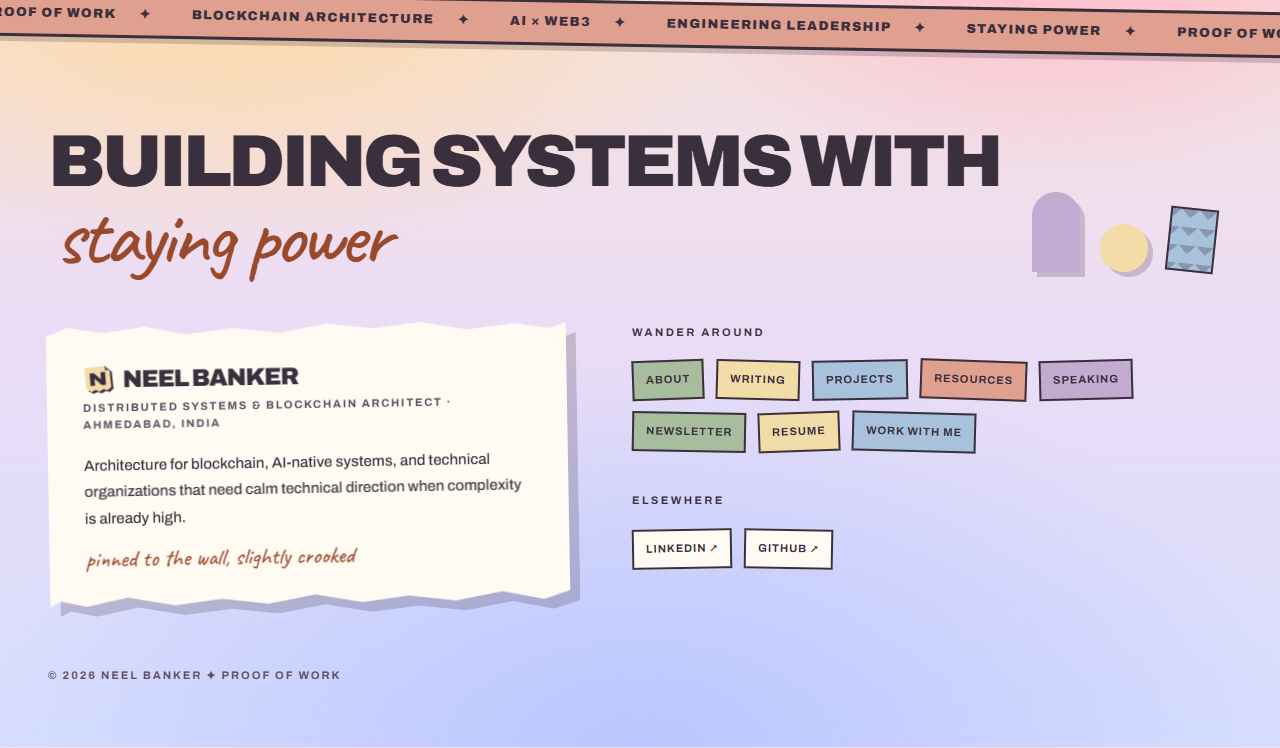 ROOF OF WORK ✦ BLOCKCHAIN ARCHITECTURE ✦ AI × WEB3 ✦ ENGINEERING LEADERSHIP ✦ STAYING POWER ✦ PROOF OF WO
BUILDING SYSTEMS WITH
staying power
N NEEL BANKER
DISTRIBUTED SYSTEMS & BLOCKCHAIN ARCHITECT ·
AHMEDABAD, INDIA
Architecture for blockchain, AI-native systems, and technical
organizations that need calm technical direction when complexity
is already high.
pinned to the wall, slightly crooked
WANDER AROUND
ABOUT WRITING PROJECTS RESOURCES SPEAKING
NEWSLETTER RESUME WORK WITH ME
ELSEWHERE
LINKEDIN ↗ GITHUB ↗
© 2026 NEEL BANKER ✦ PROOF OF WORK